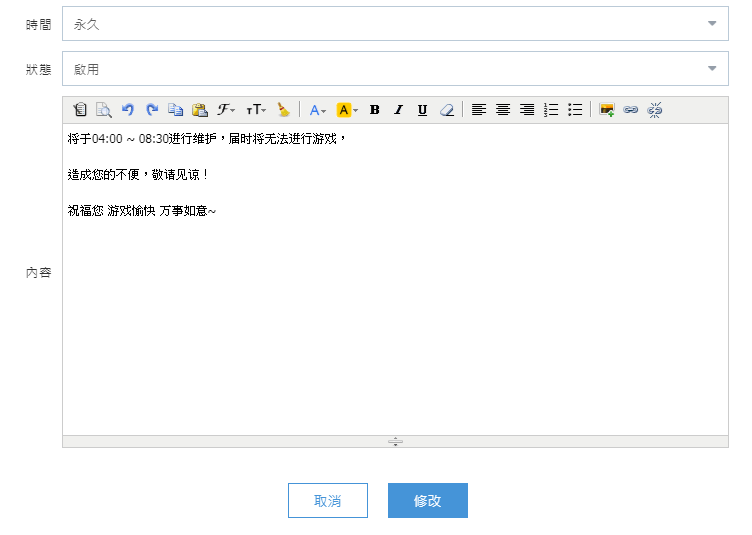 時間 永久
狀態 啟用
內容
将于04:00 ~ 08:30进行维护，届时将无法进行游戏，
造成您的不便，敬请见谅！
祝福您 游戏愉快 万事如意~
取消 修改